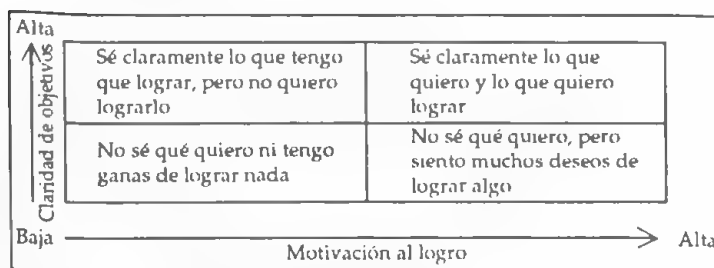 Alta
Claridad de objetivos
Sé claramente lo que tengo
que lograr, pero no quiero
lograrlo
Sé claramente lo que
quiero y lo que quiero
lograr
No sé qué quiero ni tengo
ganas de lograr nada
No sé qué quiero, pero
siento muchos deseos de
lograr algo
Baja
Motivación al logro
Alta